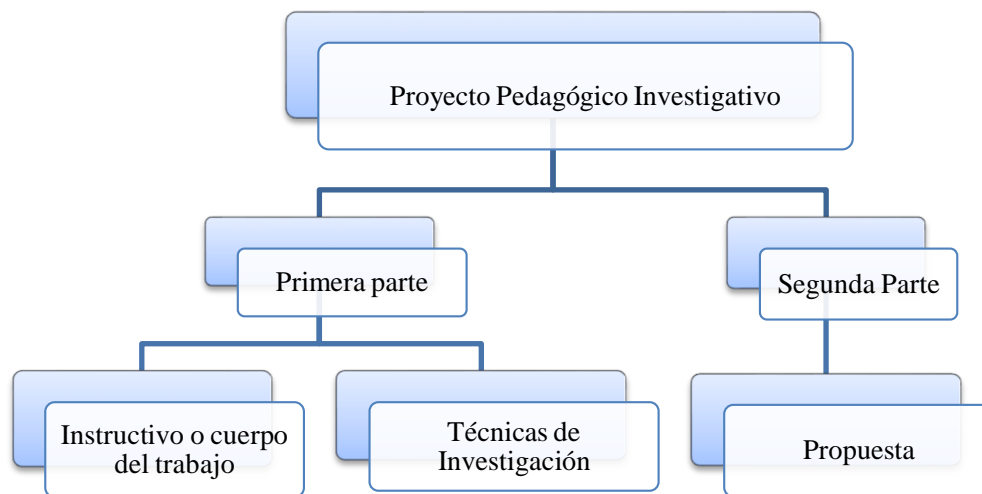 Proyecto Pedagógico Investigativo
Primera parte
Segunda Parte
Instructivo o cuerpo
del trabajo
Técnicas de
Investigación
Propuesta